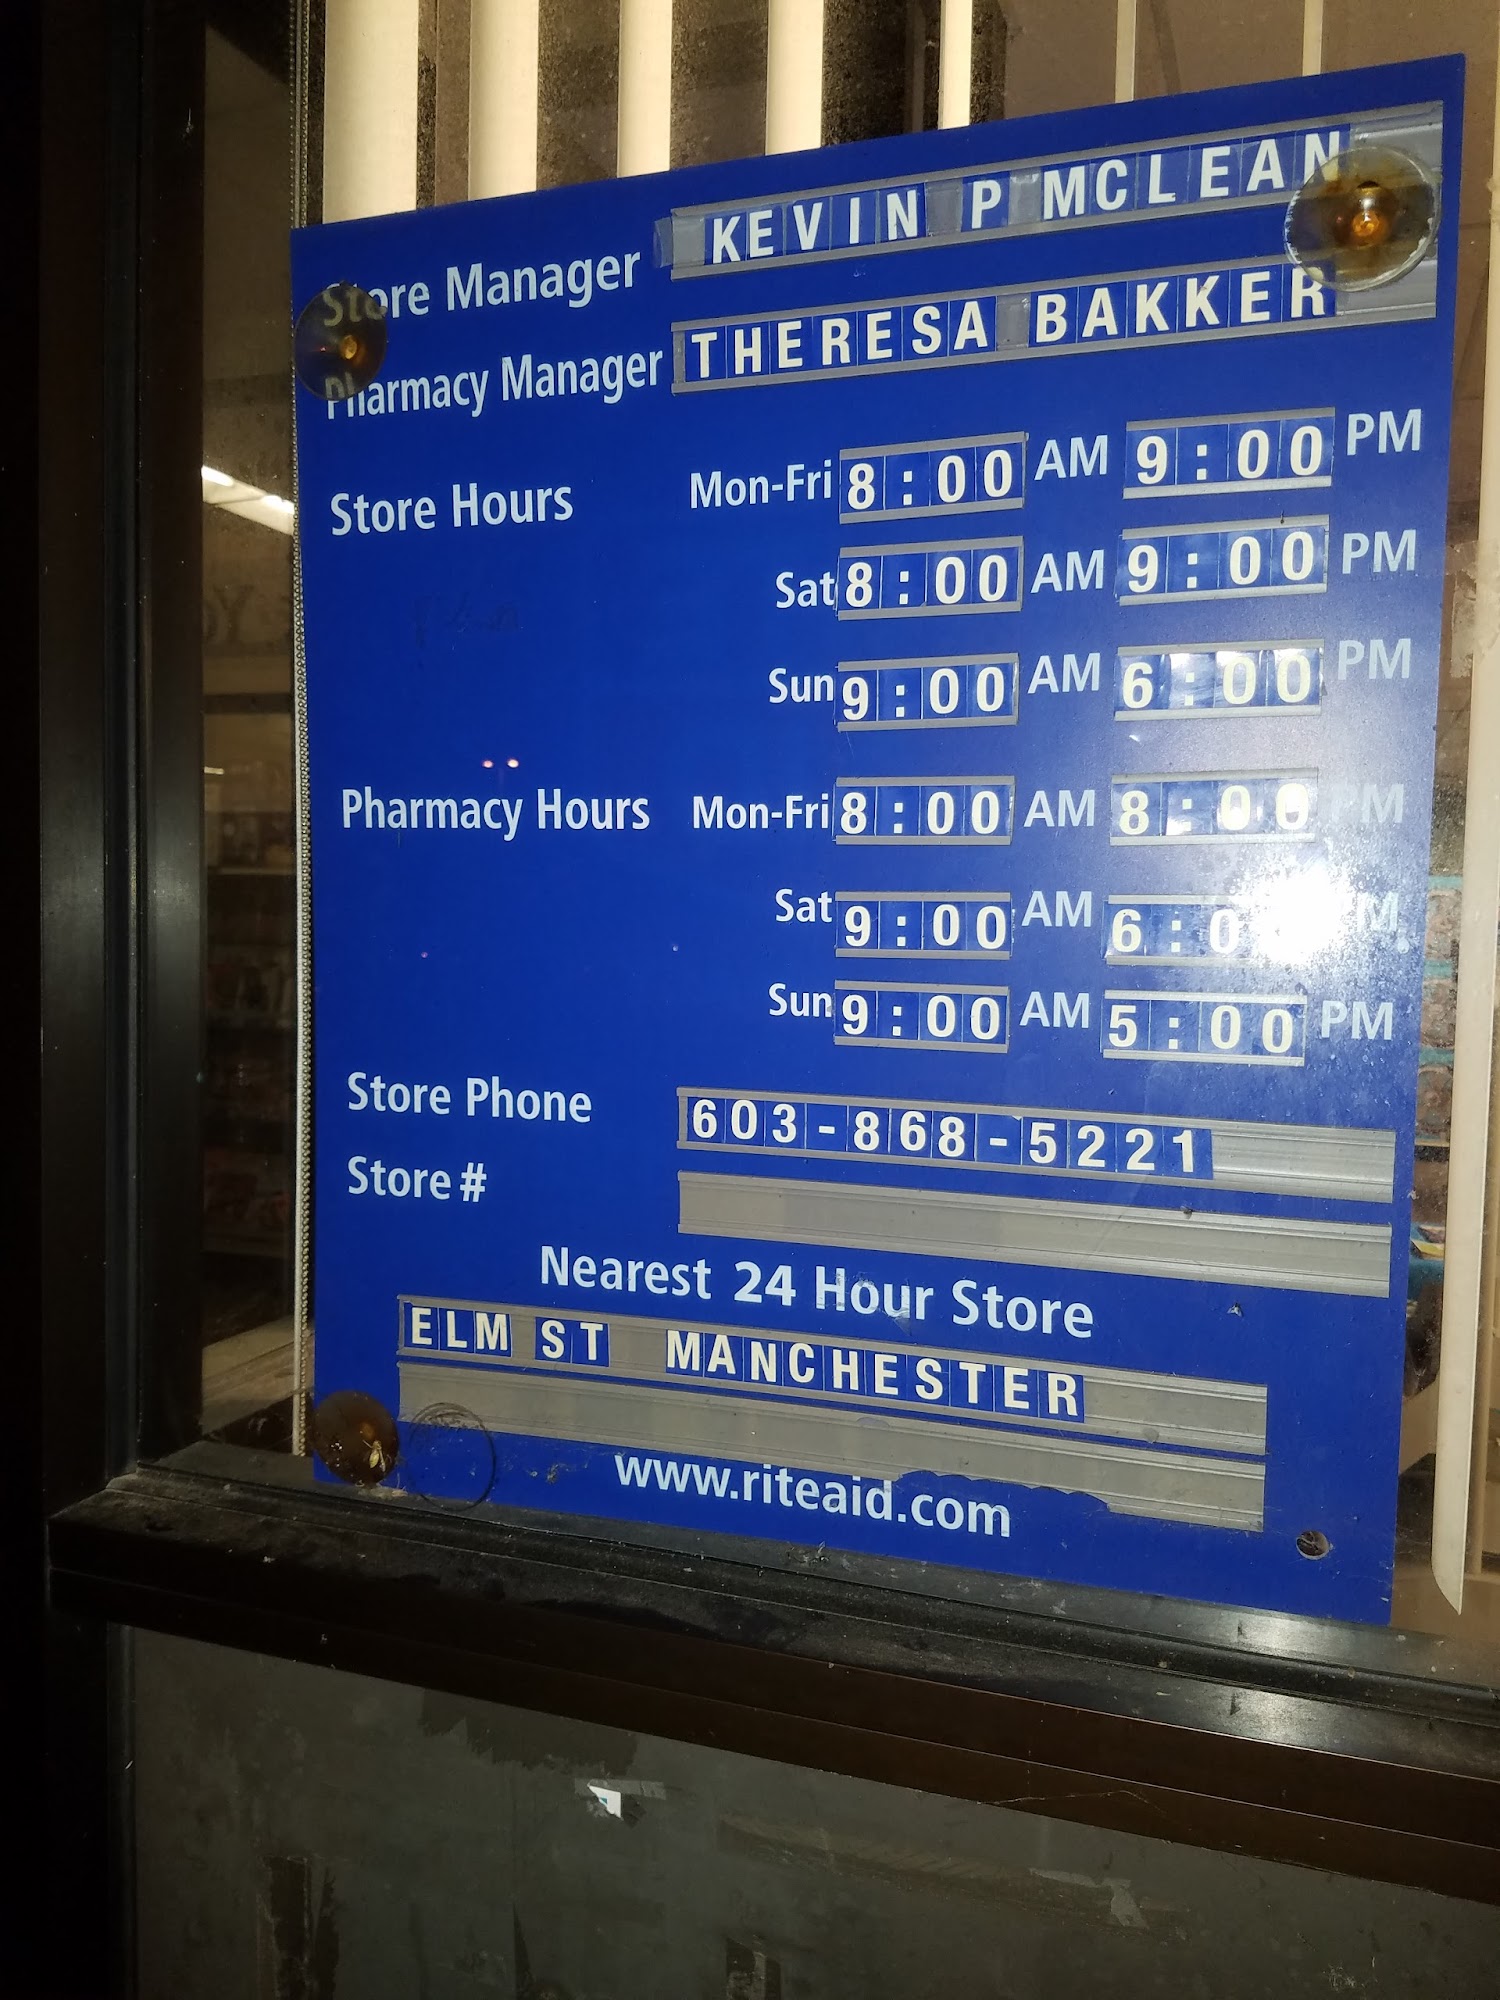 Store Manager KEVIN P MCLEAN
Pharmacy Manager THERESA BAKKER
Store Hours Mon-Fri 8:00 AM 9:00 PM
Sat 8:00 AM 9:00 PM
Sun 9:00 AM 6:00 PM
Pharmacy Hours Mon-Fri 8:00 AM 8:00 PM
Sat 9:00 AM
Sun 9:00 AM 5:00 PM
Store Phone 603-868-5221
Store #
Nearest 24 Hour Store
ELM ST MANCHESTER
www.riteaid.com